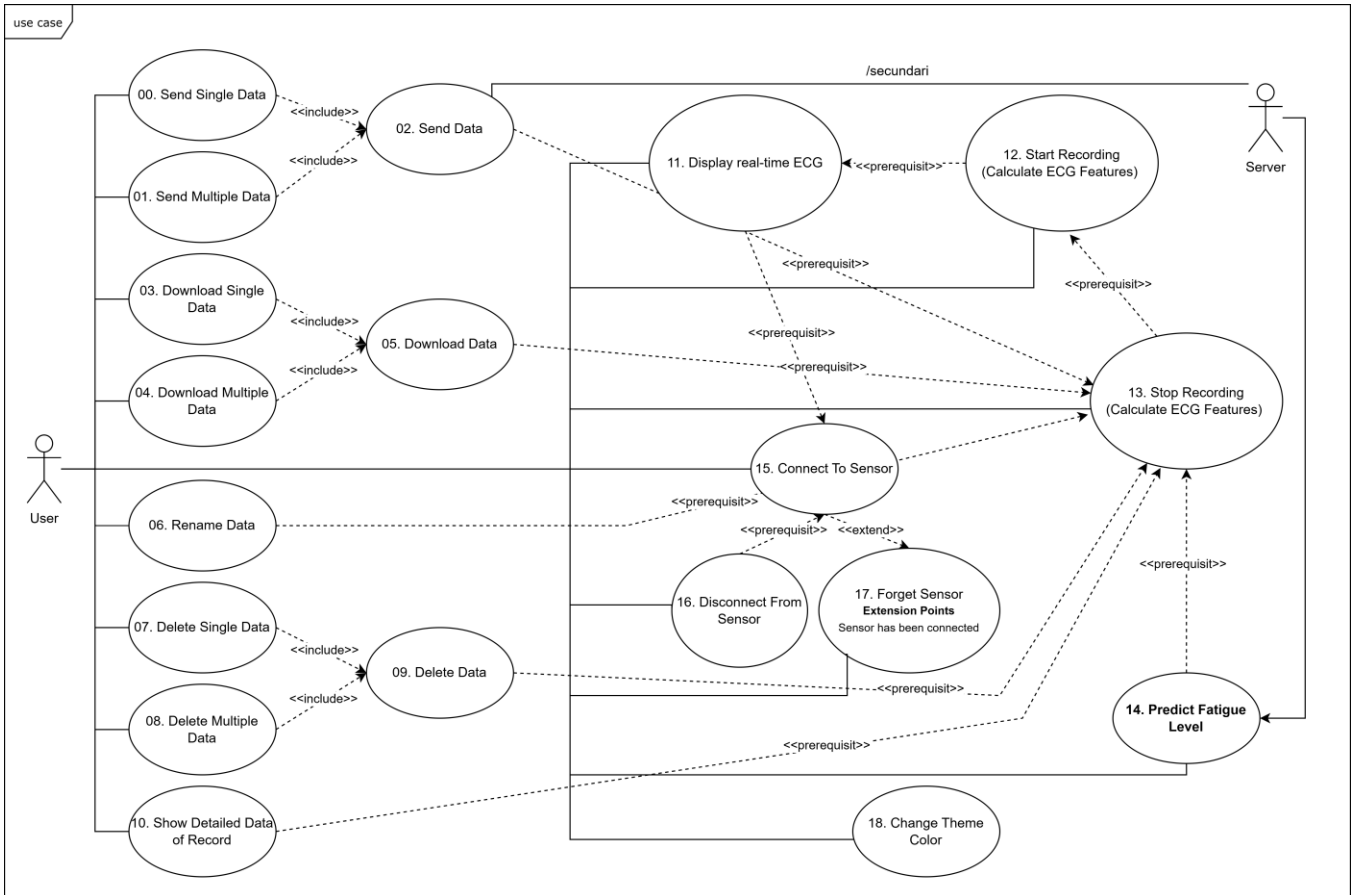 use case
/secundari
00. Send Single Data
<<include>>
02. Send Data
<<include>>
01. Send Multiple Data
11. Display real-time ECG
<<prerequisit>>
12. Start Recording
(Calculate ECG Features)
Server
03. Download Single
Data
<<include>>
05. Download Data
<<include>>
04. Download Multiple
Data
<<prerequisit>>
<<prerequisit>>
<<prerequisit>>
<<prerequisit>>
13. Stop Recording
(Calculate ECG Features)
User
15. Connect To Sensor
06. Rename Data
<<prerequisit>>
<<prerequisit>>
<<extend>>
16. Disconnect From
Sensor
17. Forget Sensor
Extension Points
Sensor has been connected
<<prerequisit>>
07. Delete Single Data
<<include>>
09. Delete Data
<<include>>
08. Delete Multiple
Data
<<prerequisit>>
14. Predict Fatigue
Level
<<prerequisit>>
10. Show Detailed Data
of Record
18. Change Theme
Color